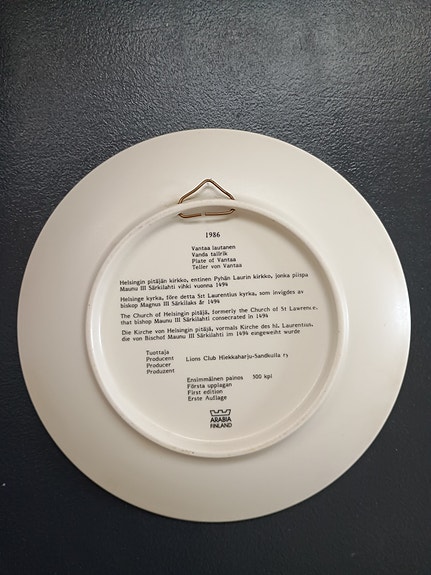 1986
Vantaa lautanen
Vanda tallrik
Plate of Vantaa
Teller von Vantaa
Helsingin pitäjän kirkko, entinen Pyhän Laurin kirkko, jonka piispa
Maunu III Särkilahti vihki vuonna 1494
Helsinge kyrka, före detta St Laurentius kyrka, som invigdes av
biskop Magnus III Särkilaks år 1494
The Church of Helsingin pitäjä, formerly the Church of St Lawrence,
that bishop Maunu III Särkilahti consecrated in 1494
Die Kirche von Helsingin pitäjä, vormals Kirche des hl. Laurentius,
die von Bischof Maunu III Särkilahti im 1494 eingeweiht wurde
Tuottaja
Producent Lions Club Hiekkaharju-Sandkulla ry
Producer
Produzent
Ensimmäinen painos 500 kpl
Första upplagan
First edition
Erste Auflage
ARABIA
FINLAND